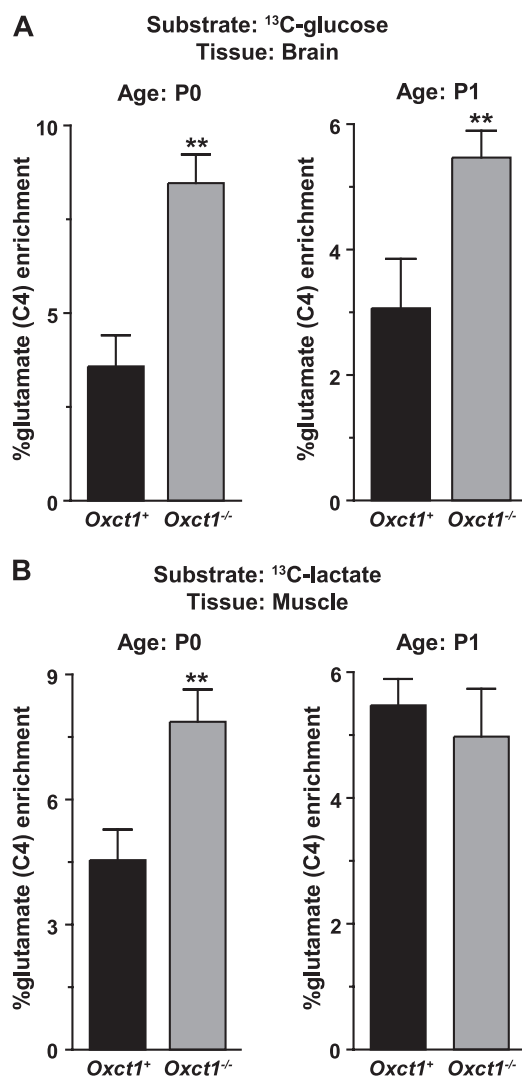 A
Substrate: ¹³C-glucose
Tissue: Brain
Age: P0
%glutamate (C4) enrichment
10
5
0
**
Oxct1⁺ Oxct1⁻/⁻
Age: P1
%glutamate (C4) enrichment
6
4
2
0
**
Oxct1⁺ Oxct1⁻/⁻
B
Substrate: ¹³C-lactate
Tissue: Muscle
Age: P0
%glutamate (C4) enrichment
9
6
3
0
**
Oxct1⁺ Oxct1⁻/⁻
Age: P1
%glutamate (C4) enrichment
6
4
2
0
Oxct1⁺ Oxct1⁻/⁻